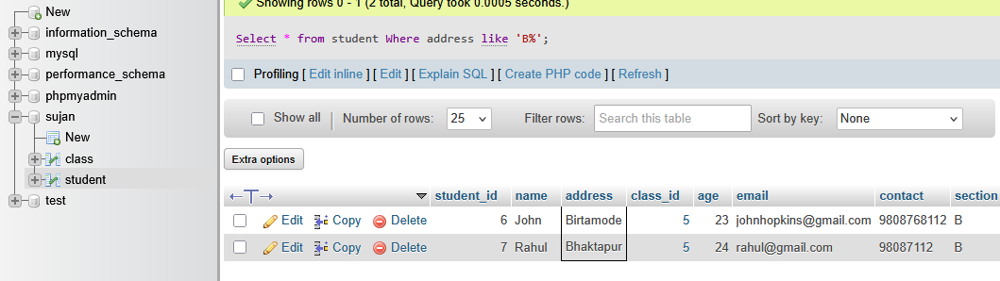 New
information_schema
mysql
performance_schema
phpmyadmin
sujan
New
class
student
test
Showing rows 0 - 1 (2 total, Query took 0.0005 seconds.)
Select * from student Where address like 'B%';
Profiling [ Edit inline ] [ Edit ] [ Explain SQL ] [ Create PHP code ] [ Refresh ]
Show all | Number of rows: 25 Filter rows: Search this table Sort by key: None
Extra options
student_id name address class_id age email contact section
Edit Copy Delete 6 John Birtamode 5 23 johnhopkins@gmail.com 9808768112 B
Edit Copy Delete 7 Rahul Bhaktapur 5 24 rahul@gmail.com 98087112 B